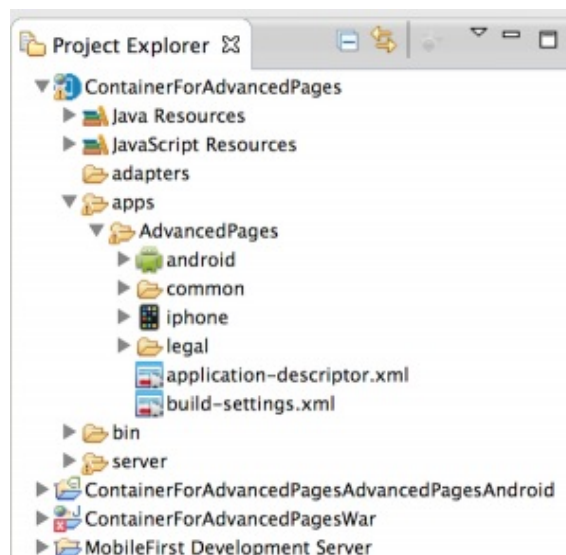 Project Explorer
ContainerForAdvancedPages
Java Resources
JavaScript Resources
adapters
apps
AdvancedPages
android
common
iphone
legal
application-descriptor.xml
build-settings.xml
bin
server
ContainerForAdvancedPagesAdvancedPagesAndroid
ContainerForAdvancedPagesWar
MobileFirst Development Server